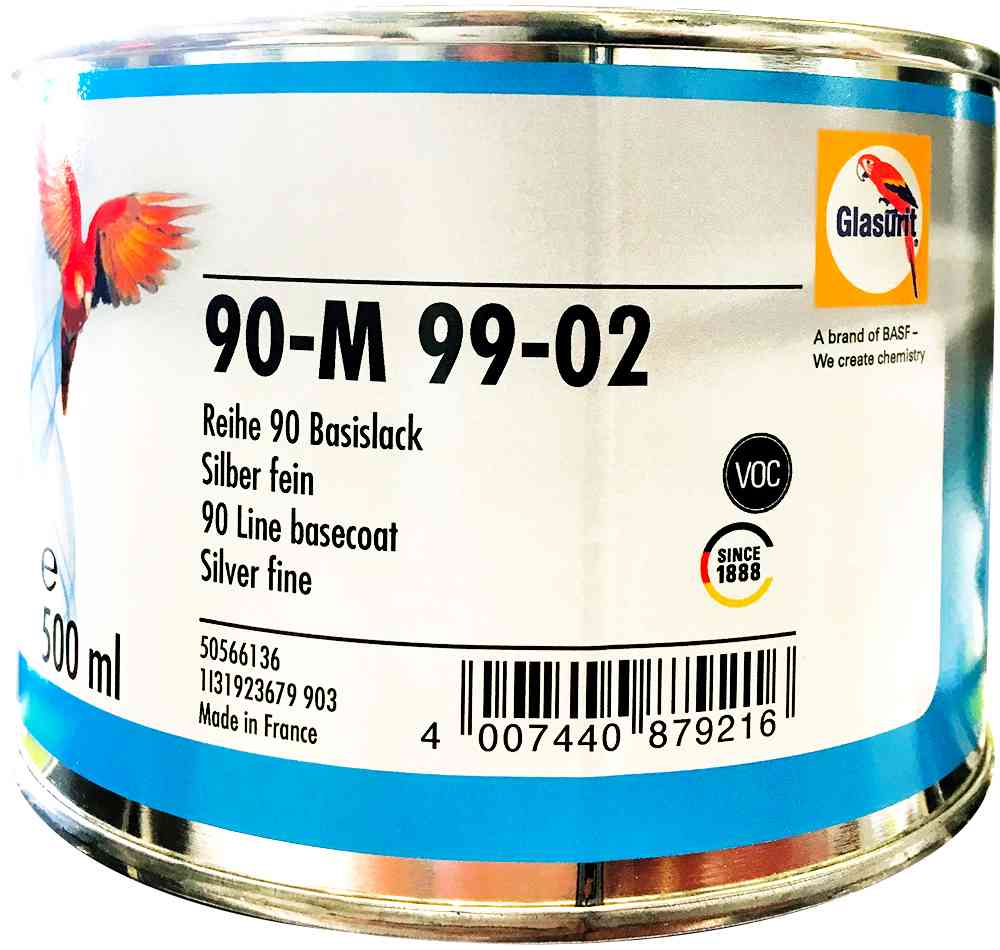 Glasurit®
A brand of BASF –
We create chemistry
90-M 99-02
Reihe 90 Basislack
Silber fein
90 Line basecoat
Silver fine
VOC
SINCE
1888
e
500 ml
50566136
1I31923679 903
Made in France
4 007440 879216